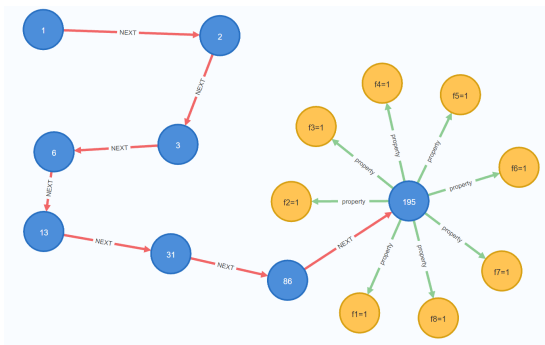 1
NEXT
2
NEXT
3
NEXT
6
NEXT
13
NEXT
31
NEXT
86
NEXT
195
property
f1=1
property
f2=1
property
f3=1
property
f4=1
property
f5=1
property
f6=1
property
f7=1
property
f8=1